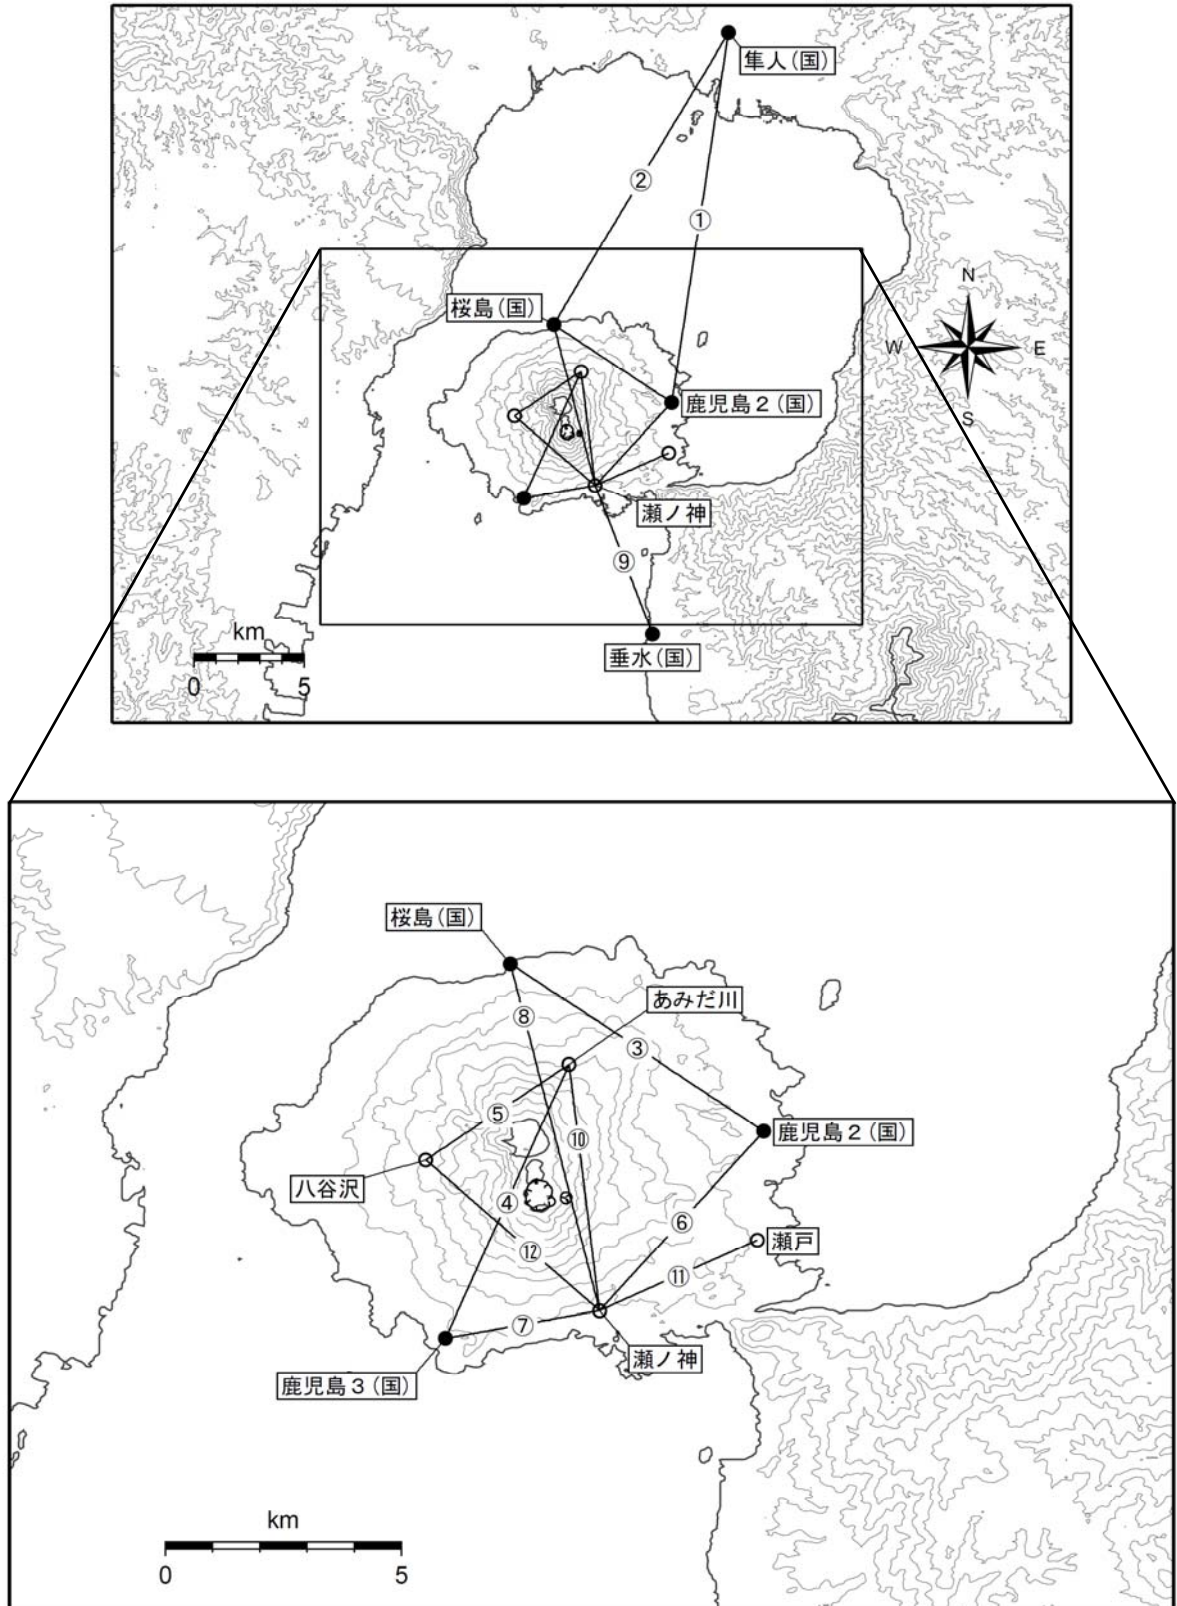 隼人(国)
②
①
N
桜島(国)
W
E
鹿児島2(国)
S
瀬ノ神
⑨
km
垂水(国)
0 5
桜島(国)
あみだ川
⑧
③
⑤
⑩
鹿児島2(国)
八谷沢
④
⑥
瀬戸
⑫
⑪
⑦
瀬ノ神
鹿児島3(国)
km
0 5